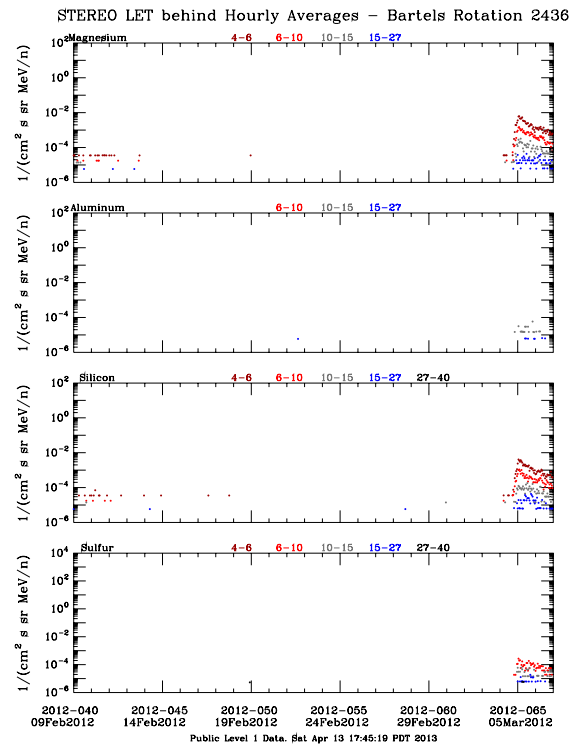 STEREO LET behind Hourly Averages – Bartels Rotation 2436
Magnesium 4–6 6–10 10–15 15–27
10² 10⁰ 10⁻² 10⁻⁴ 10⁻⁶
1/(cm² s sr MeV/n)
Aluminum 6–10 10–15 15–27
10² 10⁰ 10⁻² 10⁻⁴ 10⁻⁶
1/(cm² s sr MeV/n)
Silicon 4–6 6–10 10–15 15–27 27–40
10² 10⁰ 10⁻² 10⁻⁴ 10⁻⁶
1/(cm² s sr MeV/n)
Sulfur 4–6 6–10 10–15 15–27 27–40
10⁴ 10² 10⁰ 10⁻² 10⁻⁴ 10⁻⁶
1/(cm² s sr MeV/n)
2012–040 2012–045 2012–050 2012–055 2012–060 2012–065
09Feb2012 14Feb2012 19Feb2012 24Feb2012 29Feb2012 05Mar2012
Public Level 1 Data. Sat Apr 13 17:45:19 PDT 2013